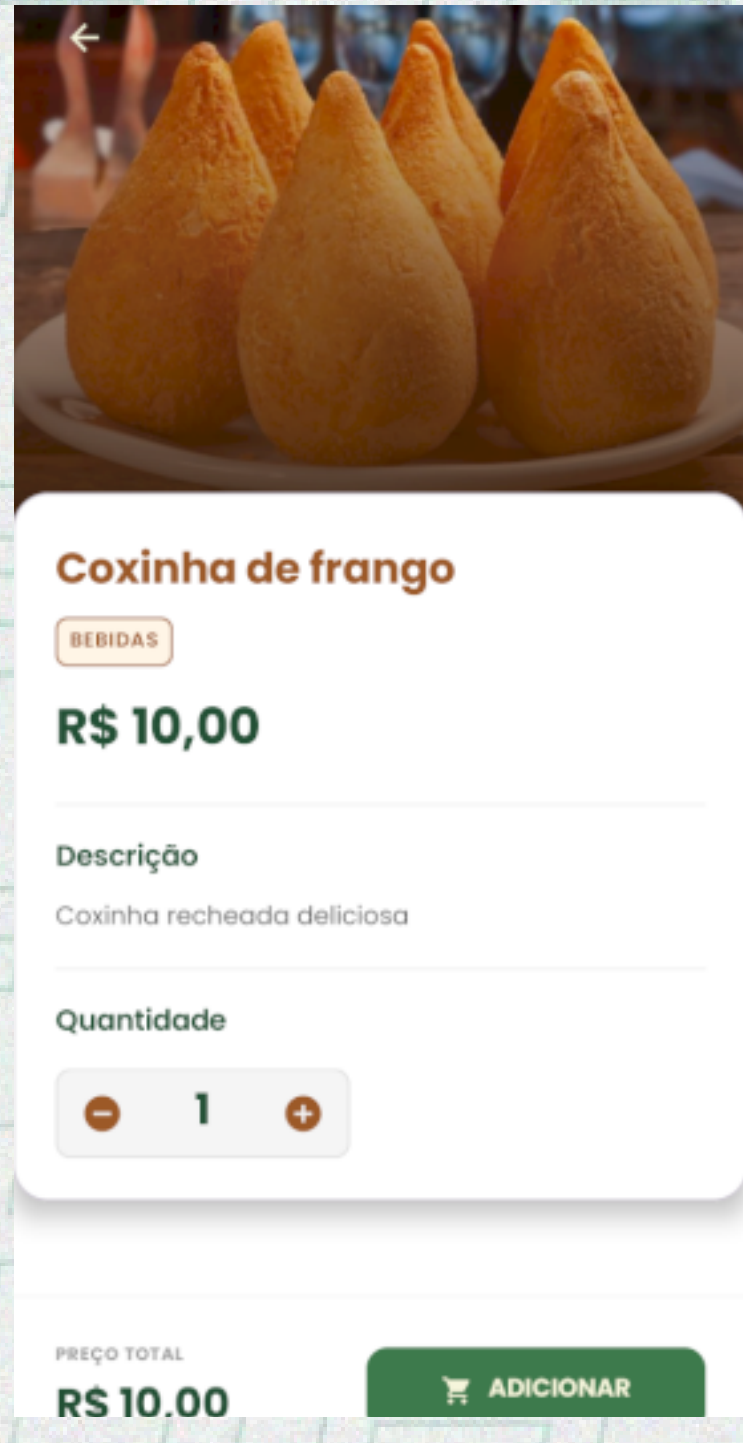 Coxinha de frango
BEBIDAS
R$ 10,00
Descrição
Coxinha recheada deliciosa
Quantidade
1
PREÇO TOTAL
R$ 10,00
ADICIONAR